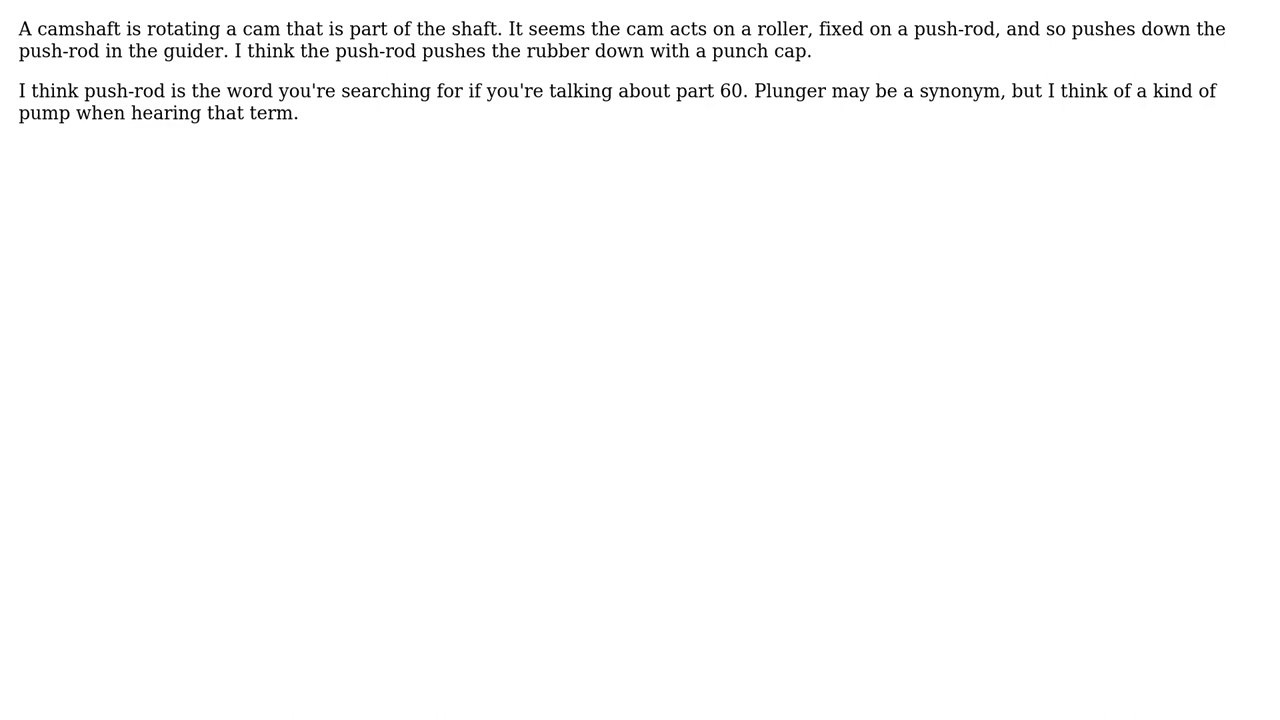 A camshaft is rotating a cam that is part of the shaft. It seems the cam acts on a roller, fixed on a push-rod, and so pushes down the
push-rod in the guider. I think the push-rod pushes the rubber down with a punch cap.
I think push-rod is the word you're searching for if you're talking about part 60. Plunger may be a synonym, but I think of a kind of
pump when hearing that term.